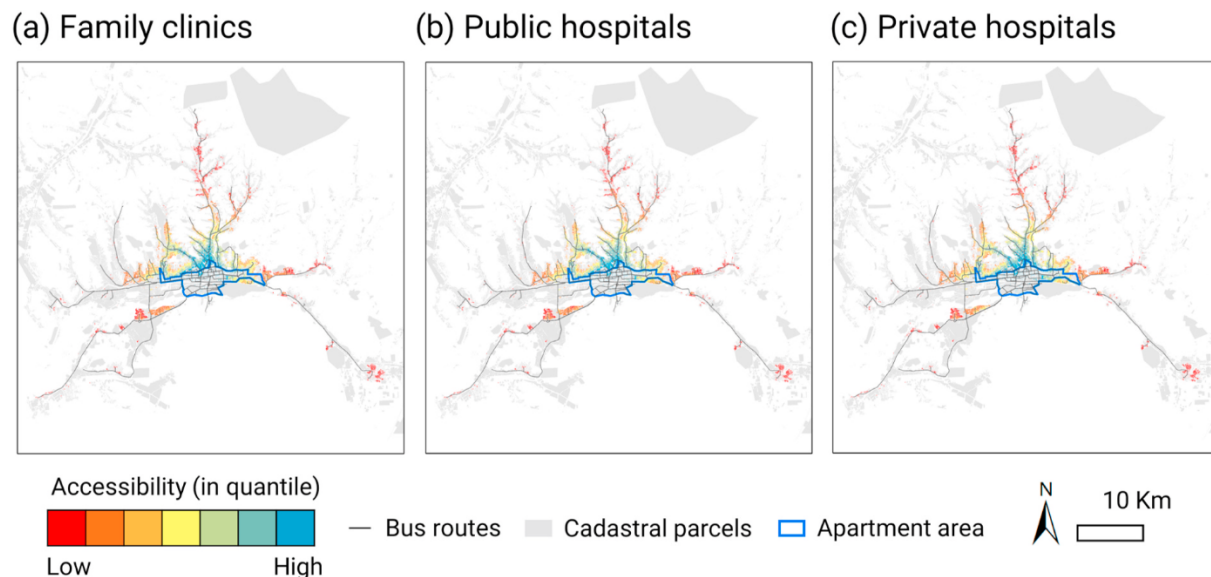 (a) Family clinics
(b) Public hospitals
(c) Private hospitals
Accessibility (in quantile)
Low
High
Bus routes
Cadastral parcels
Apartment area
N
10 Km